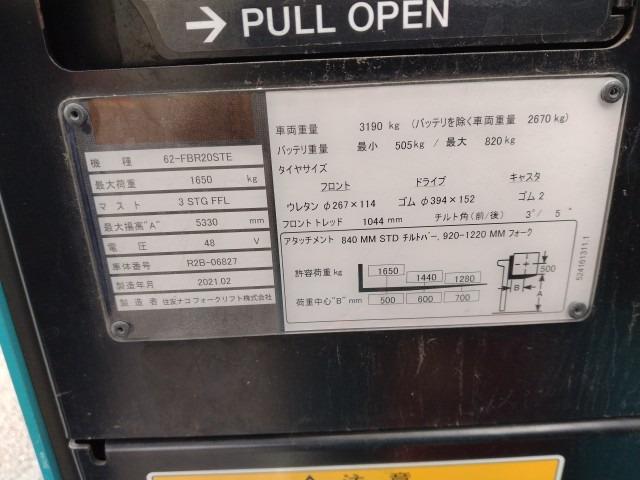 → PULL OPEN
機種 62-FBR20STE
最大荷重 1650 kg
マスト 3 STG FFL
最大揚高"A" 5330 mm
電圧 48 V
車体番号 R2B-06827
製造年月 2021.02
製造者 住友ナコ フォークリフト株式会社
車両重量 3190 kg (バッテリを除く車両重量 2670 kg)
バッテリ重量 最小 505 kg / 最大 820 kg
タイヤサイズ
フロント ドライブ キャスタ
ウレタン φ267×114 ゴム φ394×152 ゴム 2
フロントトレッド 1044 mm チルト角(前/後) 3°/ 5°
アタッチメント 840 MM STD チルトバー, 920-1220 MM フォーク
許容荷重 kg 1650 1440 1280
荷重中心"B" mm 500 600 700
500
B A
524161311.1
注意